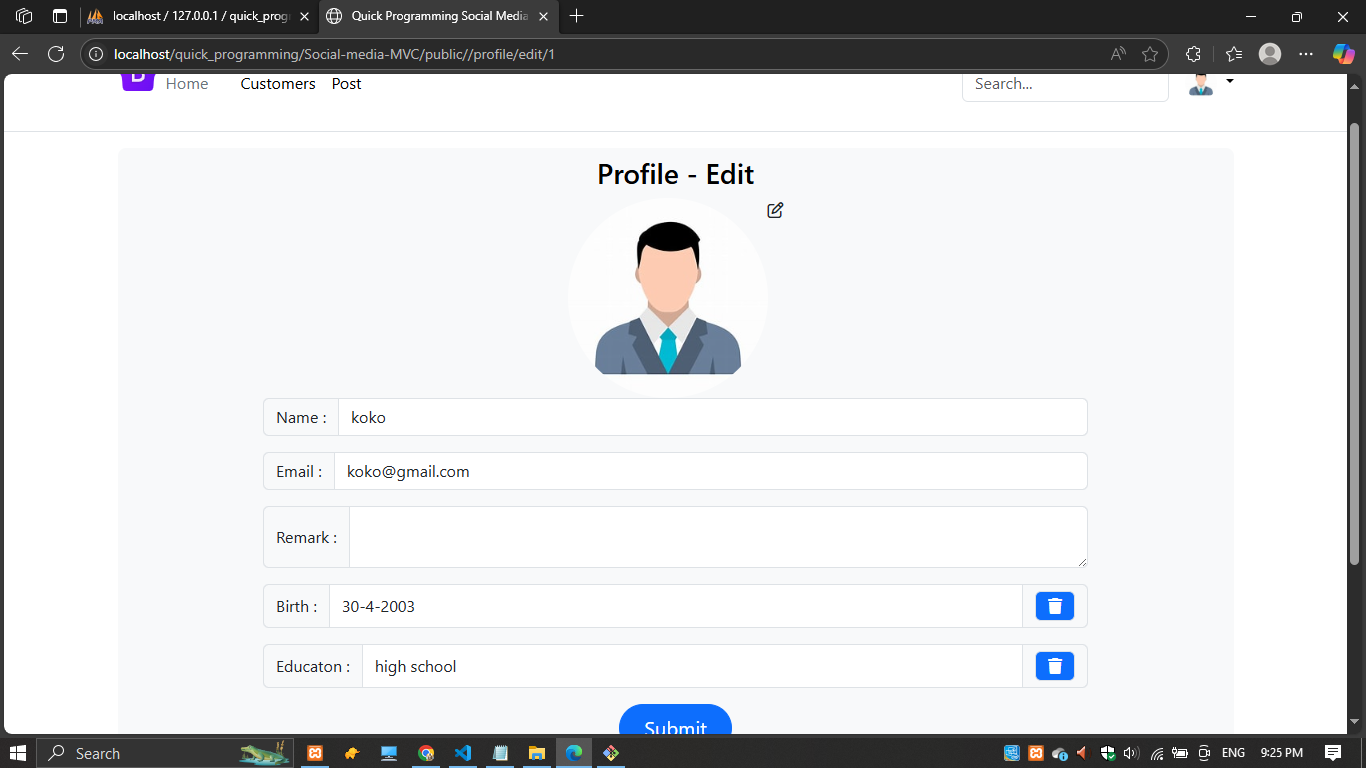 localhost / 127.0.0.1 / quick_progr
Quick Programming Social Media
localhost/quick_programming/Social-media-MVC/public//profile/edit/1
Home Customers Post Search...
Profile - Edit
Name : koko
Email : koko@gmail.com
Remark :
Birth : 30-4-2003
Educaton : high school
Submit
Search
ENG 9:25 PM